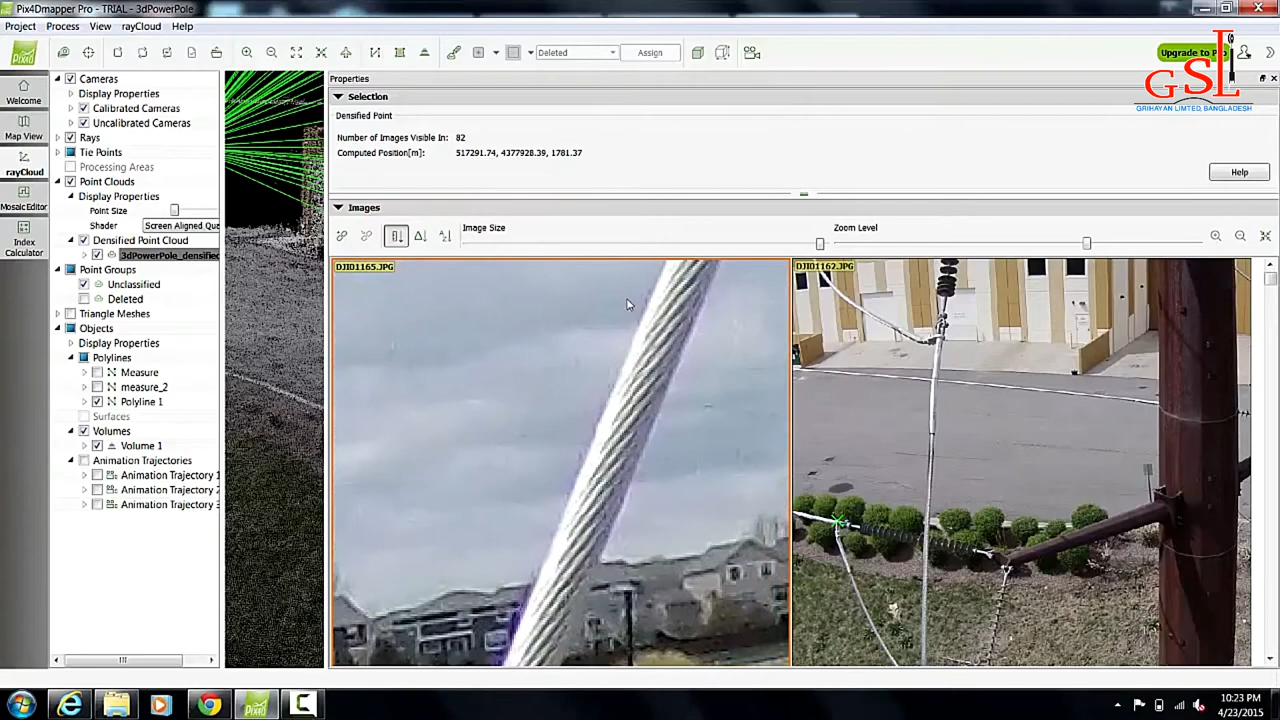 Pix4Dmapper Pro - TRIAL - 3dPowerPole
Project Process View rayCloud Help
PIX4D
Deleted
Assign
Upgrade to Pro
GSL
GRIHAYAN LIMTED, BANGLADESH
Welcome
Map View
rayCloud
Mosaic Editor
Index
Calculator
Cameras
Display Properties
Calibrated Cameras
Uncalibrated Cameras
Rays
Tie Points
Processing Areas
Point Clouds
Display Properties
Point Size
Shader Screen Aligned Qua
Densified Point Cloud
3dPowerPole_densified
Point Groups
Unclassified
Deleted
Triangle Meshes
Objects
Display Properties
Polylines
Measure
measure_2
Polyline 1
Surfaces
Volumes
Volume 1
Animation Trajectories
Animation Trajectory 1
Animation Trajectory 2
Animation Trajectory 3
Properties
Selection
Densified Point
Number of Images Visible In: 82
Computed Position[m]: 517291.74, 4377928.39, 1781.37
Help
Images
Image Size
Zoom Level
DJI01165.JPG
DJI01162.JPG
10:23 PM
4/23/2015